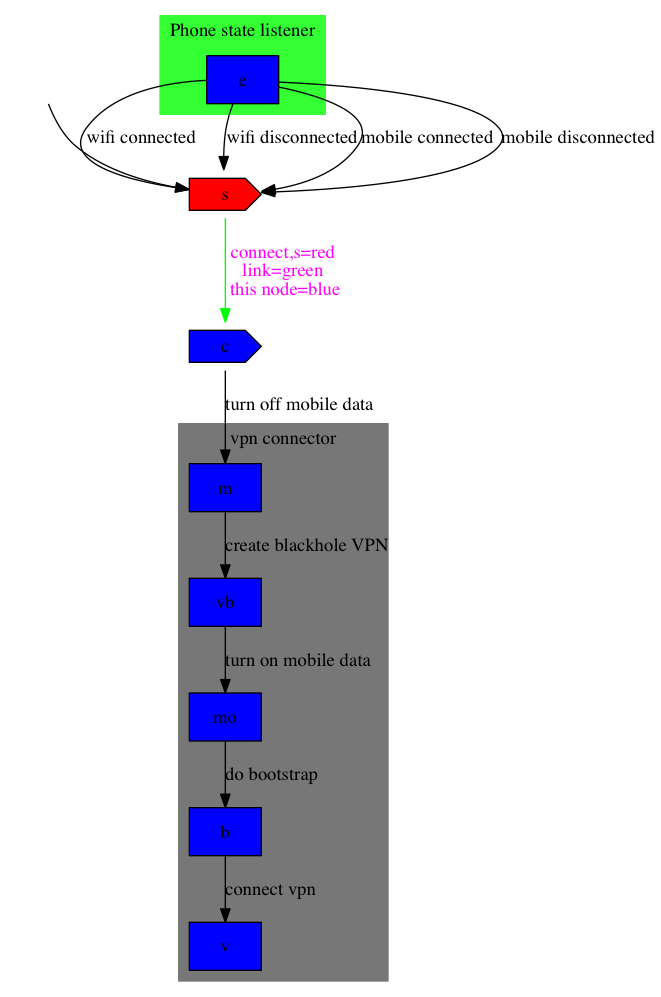 Phone state listener
e
wifi connected
wifi disconnected
mobile connected
mobile disconnected
s
connect,s=red
link=green
this node=blue
c
turn off mobile data
vpn connector
m
create blackhole VPN
vb
turn on mobile data
mo
do bootstrap
b
connect vpn
v